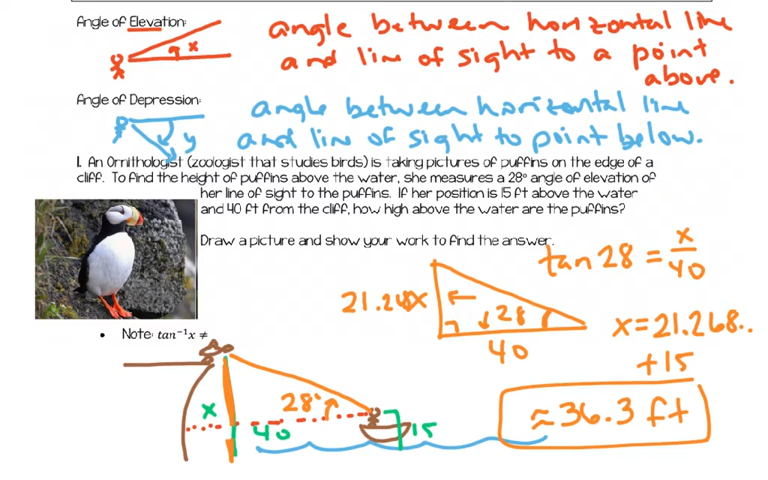 Angle of Elevation:
x
angle between horizontal line
and line of sight to a point
above.
Angle of Depression:
y
angle between horizontal line
and line of sight to point below.
1. An Ornithologist (zoologist that studies birds) is taking pictures of puffins on the edge of a
cliff. To find the height of puffins above the water, she measures a 28° angle of elevation of
her line of sight to the puffins. If her position is 15 ft above the water
and 40 ft from the cliff, how high above the water are the puffins?
Draw a picture and show your work to find the answer.
tan 28 = x/40
x
28
40
x = 21.268..
+15
≈ 36.3 ft
• Note: tan⁻¹x ≠
x
28°
40
15